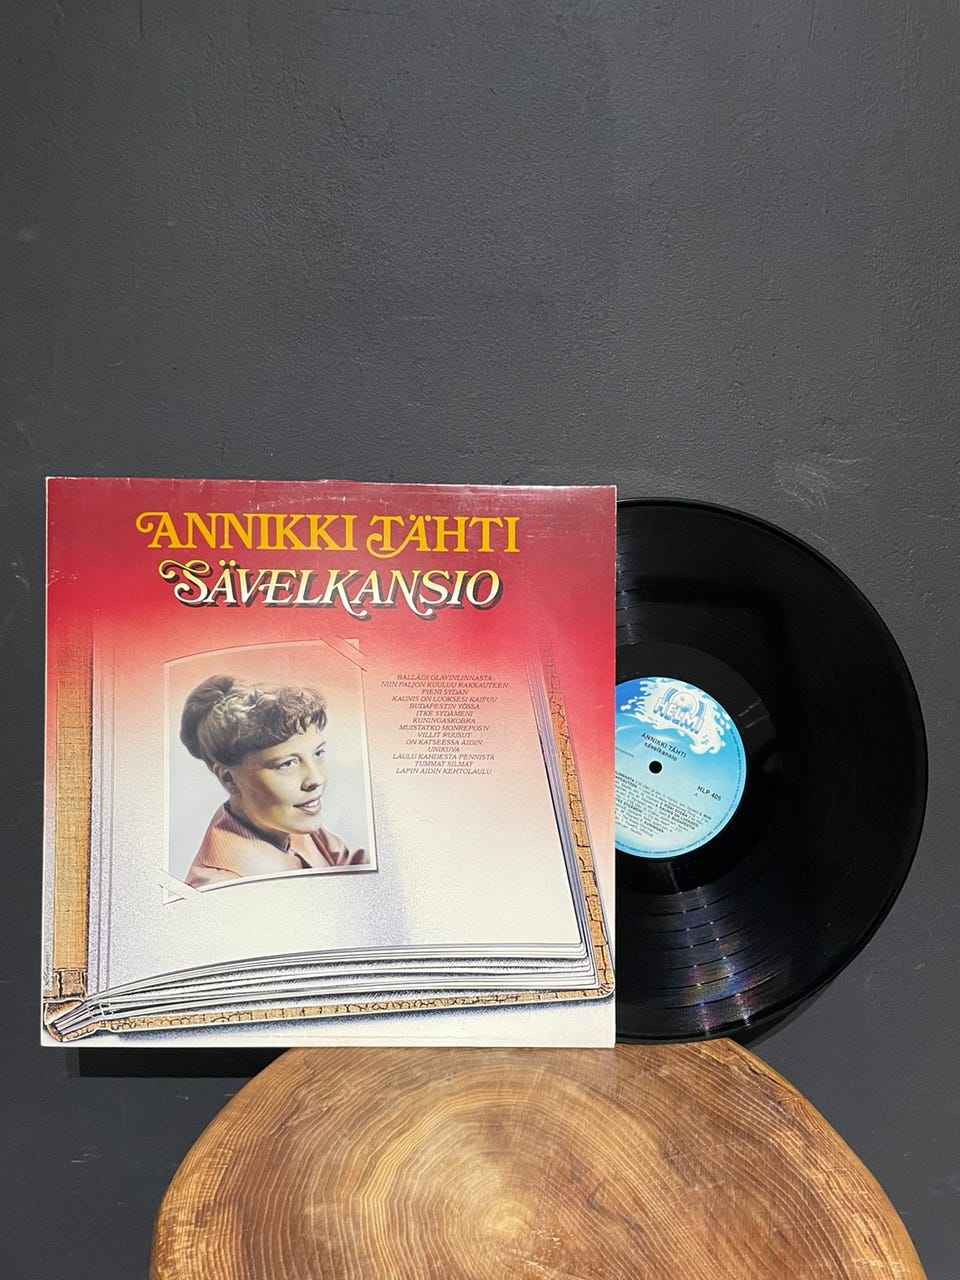 ANNIKKI TÄHTI
SÄVELKANSIO
BALLADI OLAVINLINNASTA
NIIN PALJON KUULUU RAKKAUTEEN
PIENI SYDÄN
KAUNIS ON LUOKSESI KAIPUU
BUDAPESTIN YÖSSÄ
ITKE SYDÄMENI
KUNINGASKOBRA
MUISTATKO MONREPOS'N
VILLIT RUUSUT
ON KATSEESSA ÄIDIN
UNIKUVA
LAULU KAHDESTA PENNISTÄ
TUMMAT SILMÄT
LAPIN ÄIDIN KEHTOLAULU
HELMI
ANNIKKI TÄHTI
sävelkansio
MLP 405
A